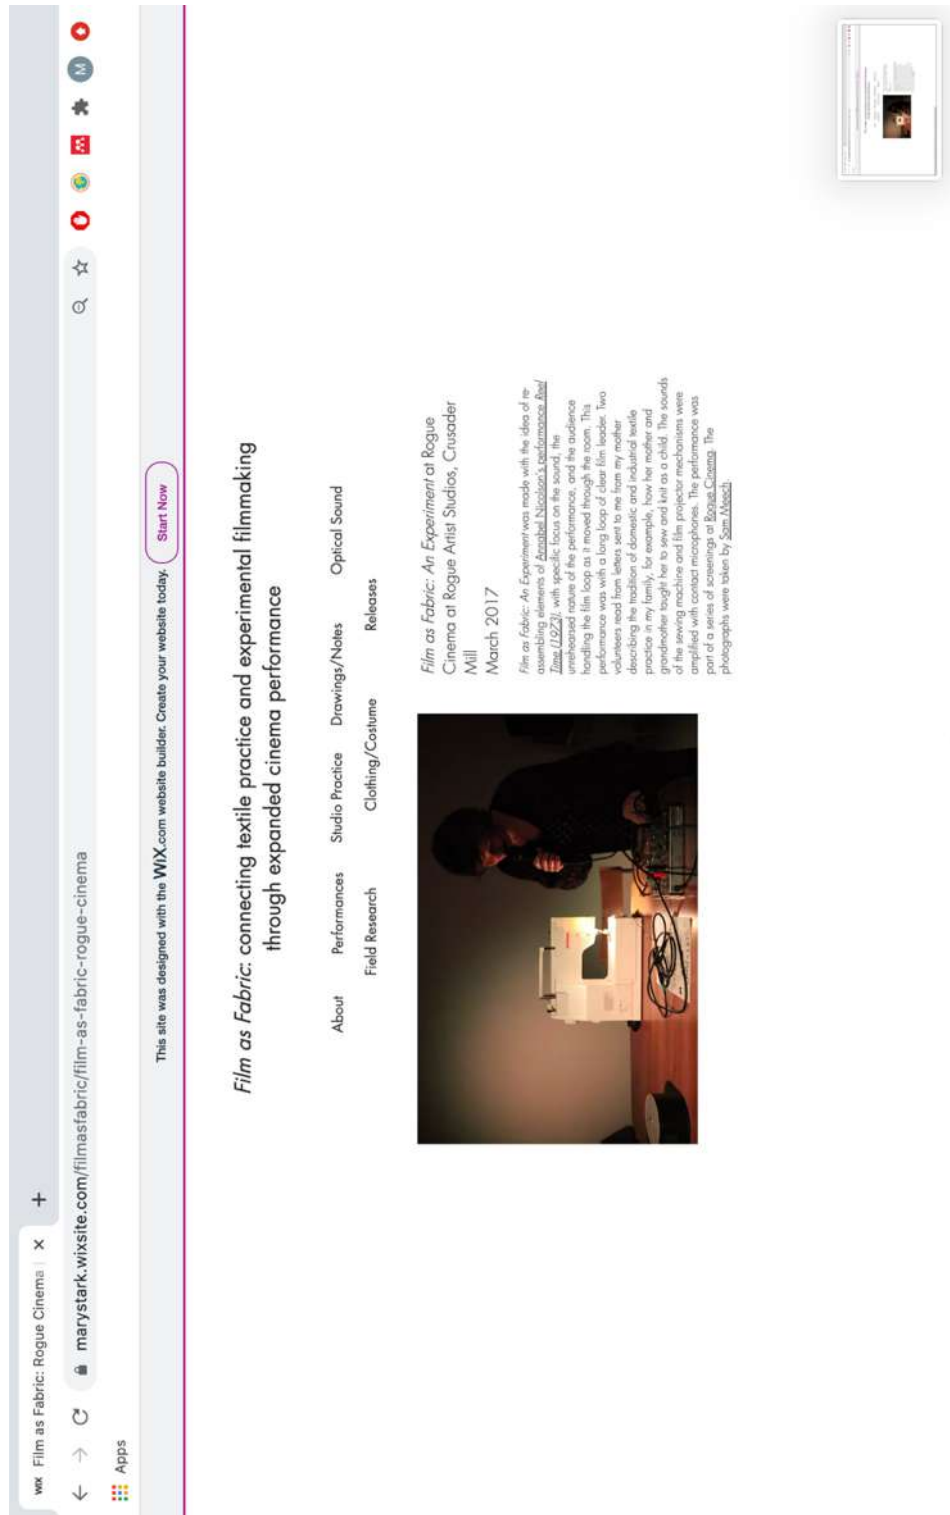 WIX Film as Fabric: Rogue Cinema
marystark.wixsite.com/filmasfabric/film-as-fabric-rogue-cinema
M
Apps
This site was designed with the WiX.com website builder. Create your website today. Start Now
Film as Fabric: connecting textile practice and experimental filmmaking
through expanded cinema performance
About Performances Studio Practice Drawings/Notes Optical Sound
Field Research Clothing/Costume Releases
Film as Fabric: An Experiment at Rogue
Cinema at Rogue Artist Studios, Crusader
Mill
March 2017
Film as Fabric: An Experiment was made with the idea of re-
assembling elements of Annabel Nicolson's performance Reel
Time (1973), with specific focus on the sound, the
unrehearsed nature of the performance, and the audience
handling the film loop as it moved through the room. This
performance was with a long loop of clear film leader. Two
volunteers read from letters sent to me from my mother
describing the tradition of domestic and industrial textile
practice in my family, for example, how her mother and
grandmother taught her to sew and knit as a child. The sounds
of the sewing machine and film projector mechanisms were
amplified with contact microphones. The performance was
part of a series of screenings at Rogue Cinema. The
photographs were taken by Sam Meech.